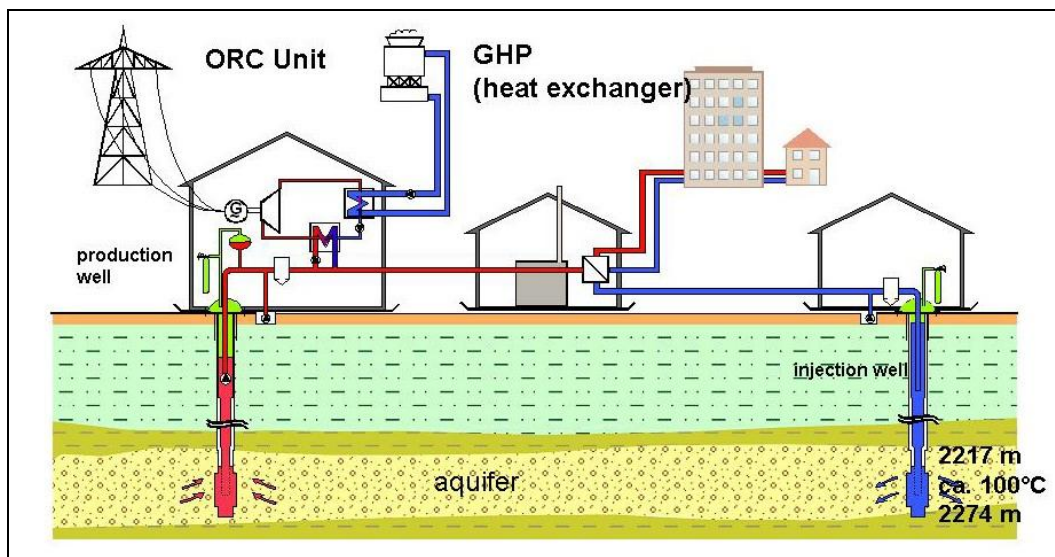 ORC Unit
GHP
(heat exchanger)
G
production
well
injection well
aquifer
2217 m
ca. 100°C
2274 m